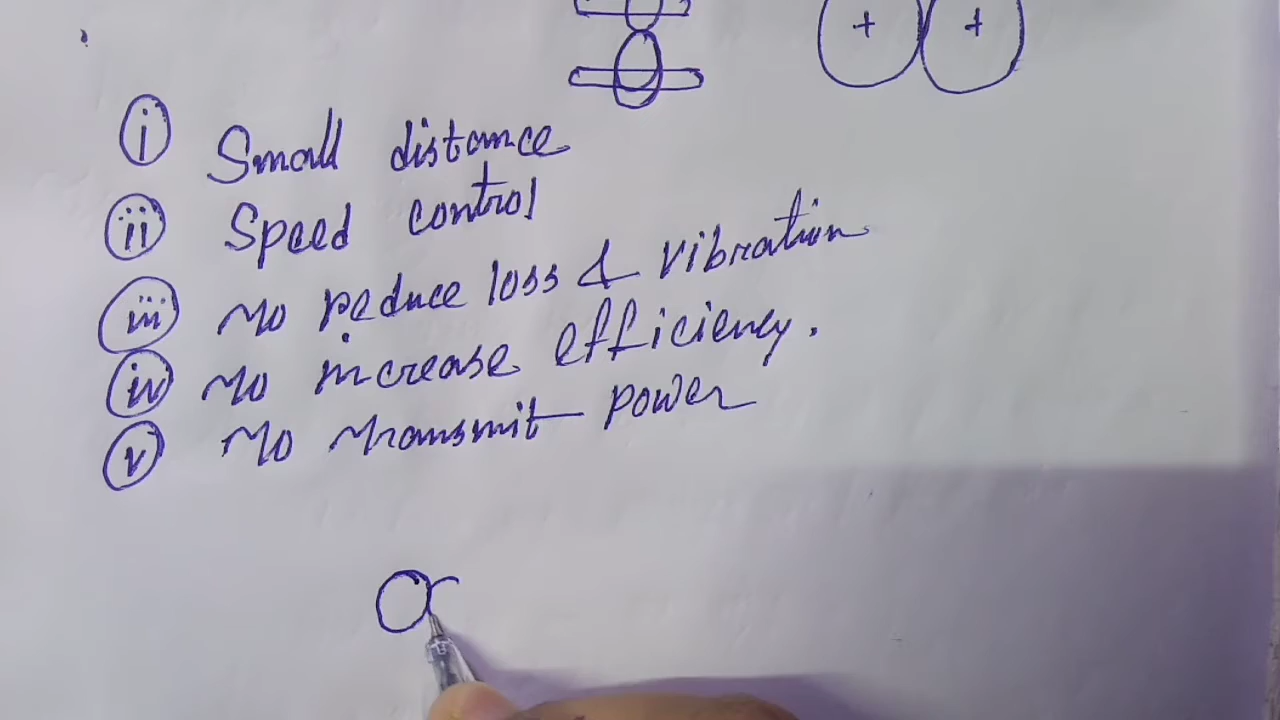 + +
i Small distance
ii Speed control
iii To reduce loss & vibration
iv To increase efficiency.
v To transmit power